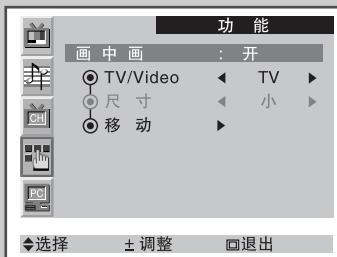 功 能
画 中 画 : 开
TV/Video ◀ TV ▶
尺 寸 ◀ 小 ▶
移 动 ▶
CH
PC
◆选择 ± 调整 回退出